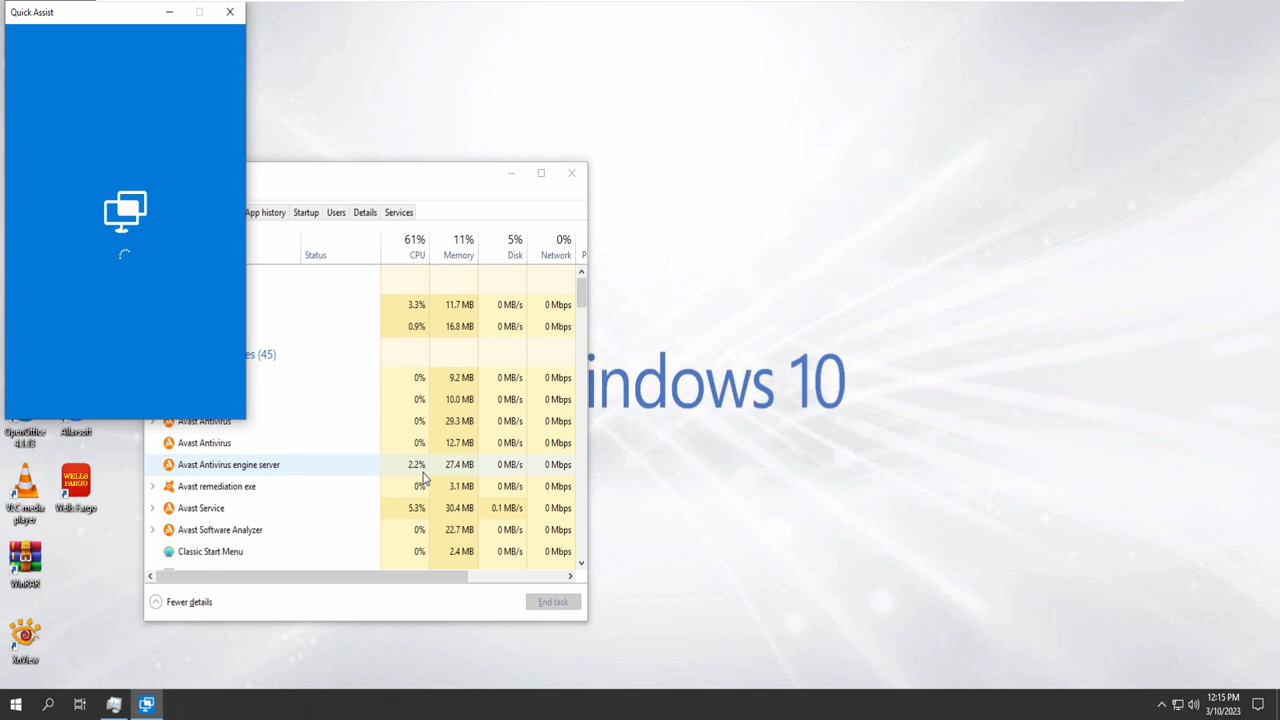 Quick Assist
App history Startup Users Details Services
61% 11% 5% 0%
Status CPU Memory Disk Network P
3.3% 11.7 MB 0 MB/s 0 Mbps
0.9% 16.8 MB 0 MB/s 0 Mbps
es (45)
0% 9.2 MB 0 MB/s 0 Mbps
0% 10.0 MB 0 MB/s 0 Mbps
Avast Antivirus 0% 29.3 MB 0 MB/s 0 Mbps
Avast Antivirus 0% 12.7 MB 0 MB/s 0 Mbps
Avast Antivirus engine server 2.2% 27.4 MB 0 MB/s 0 Mbps
Avast remediation exe 0% 3.1 MB 0 MB/s 0 Mbps
Avast Service 5.3% 30.4 MB 0.1 MB/s 0 Mbps
Avast Software Analyzer 0% 22.7 MB 0 MB/s 0 Mbps
Classic Start Menu 0% 2.4 MB 0 MB/s 0 Mbps
Fewer details End task
indows 10
OpenOffice
4.1.13
Allavsoft
VLC media
player
WELLS
FARGO
Wells Fargo
WinRAR
XnView
12:15 PM
3/10/2023